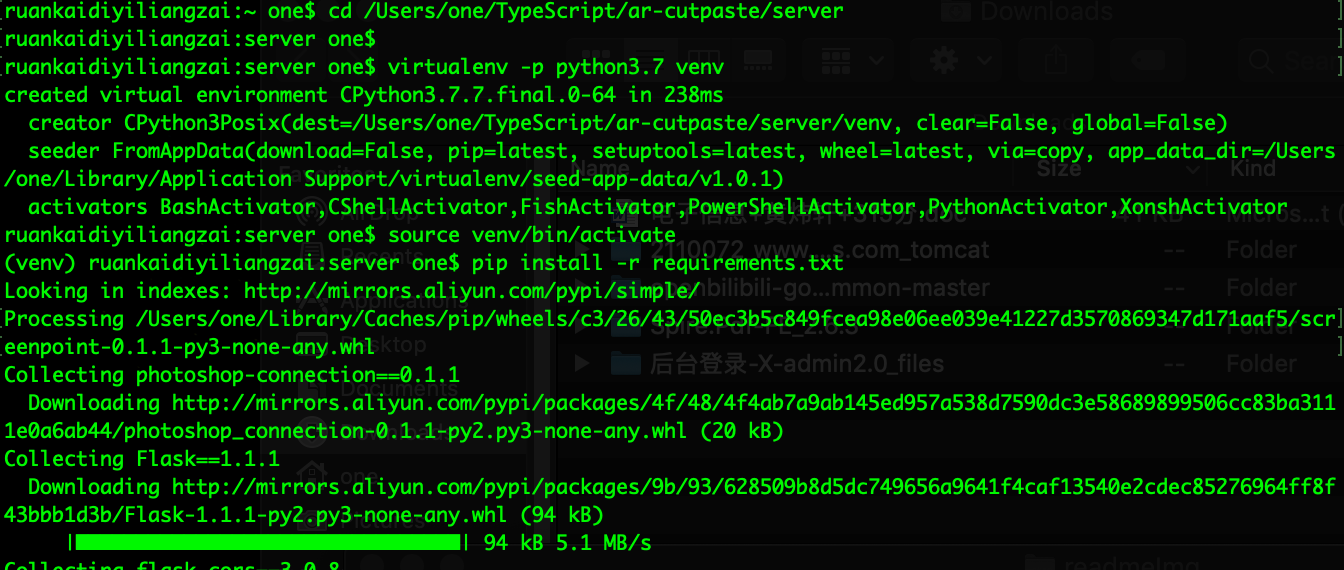 ruankaidiyiliangzai:~ one$ cd /Users/one/TypeScript/ar-cutpaste/server
ruankaidiyiliangzai:server one$
ruankaidiyiliangzai:server one$ virtualenv -p python3.7 venv
created virtual environment CPython3.7.7.final.0-64 in 238ms
  creator CPython3Posix(dest=/Users/one/TypeScript/ar-cutpaste/server/venv, clear=False, global=False)
  seeder FromAppData(download=False, pip=latest, setuptools=latest, wheel=latest, via=copy, app_data_dir=/Users
/one/Library/Application Support/virtualenv/seed-app-data/v1.0.1)
  activators BashActivator,CShellActivator,FishActivator,PowerShellActivator,PythonActivator,XonshActivator
ruankaidiyiliangzai:server one$ source venv/bin/activate
(venv) ruankaidiyiliangzai:server one$ pip install -r requirements.txt
Looking in indexes: http://mirrors.aliyun.com/pypi/simple/
Processing /Users/one/Library/Caches/pip/wheels/c3/26/43/50ec3b5c849fcea98e06ee039e41227d3570869347d171aaf5/scr
eenpoint-0.1.1-py3-none-any.whl
Collecting photoshop-connection==0.1.1
  Downloading http://mirrors.aliyun.com/pypi/packages/4f/48/4f4ab7a9ab145ed957a538d7590dc3e58689899506cc83ba311
1e0a6ab44/photoshop_connection-0.1.1-py2.py3-none-any.whl (20 kB)
Collecting Flask==1.1.1
  Downloading http://mirrors.aliyun.com/pypi/packages/9b/93/628509b8d5dc749656a9641f4caf13540e2cdec85276964ff8f
43bbb1d3b/Flask-1.1.1-py2.py3-none-any.whl (94 kB)
94 kB 5.1 MB/s
Collecting flask-cors==3.0.8
Downloads
Name
Size
Kind
2110072_www....s.com_tomcat
-- Folder
openbilibili-go...mmon-master
-- Folder
-- Folder
后台登录-X-admin2.0_files
-- Folder
Applications
Desktop
Documents
Downloads
one
Pictures
readmeImg